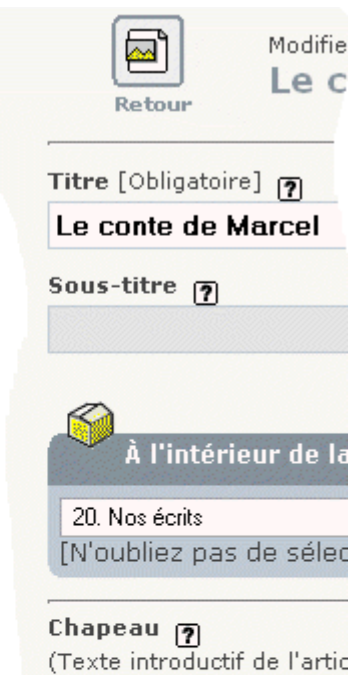 Modifie
Le c
Retour
Titre [Obligatoire] ?
Le conte de Marcel
Sous-titre ?
À l'intérieur de la
20. Nos écrits
[N'oubliez pas de sélec
Chapeau ?
(Texte introductif de l'artic